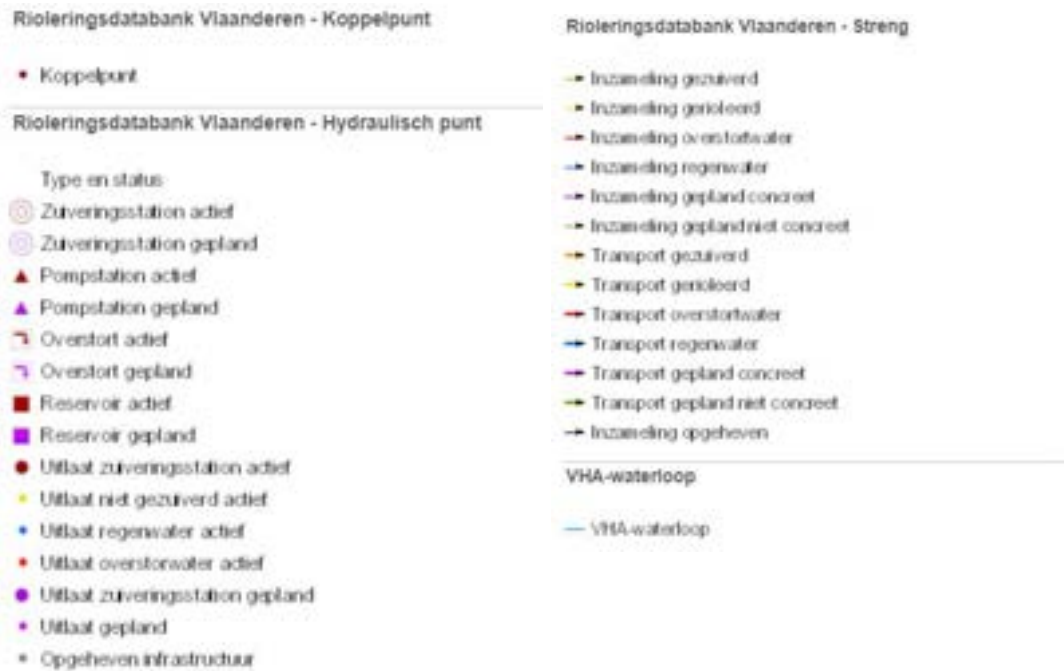 Rioleringsdatabank Vlaanderen - Koppelpunt
Koppelpunt
Rioleringsdatabank Vlaanderen - Hydraulisch punt
Type en status
Zuiveringsstation actief
Zuiveringsstation gepland
Pompstation actief
Pompstation gepland
Overstort actief
Overstort gepland
Reservoir actief
Reservoir gepland
Uitlaat zuiveringsstation actief
Uitlaat niet gezuiverd actief
Uitlaat regenwater actief
Uitlaat overstorwater actief
Uitlaat zuiveringsstation gepland
Uitlaat gepland
Opgeheven infrastructuur
Rioleringsdatabank Vlaanderen - Streng
Inzameling gezuiverd
Inzameling gerioleerd
Inzameling overstortwater
Inzameling regenwater
Inzameling gepland concreet
Inzameling gepland niet concreet
Transport gezuiverd
Transport gerioleerd
Transport overstortwater
Transport regenwater
Transport gepland concreet
Transport gepland niet concreet
Inzameling opgeheven
VHA-waterloop
VHA-waterloop